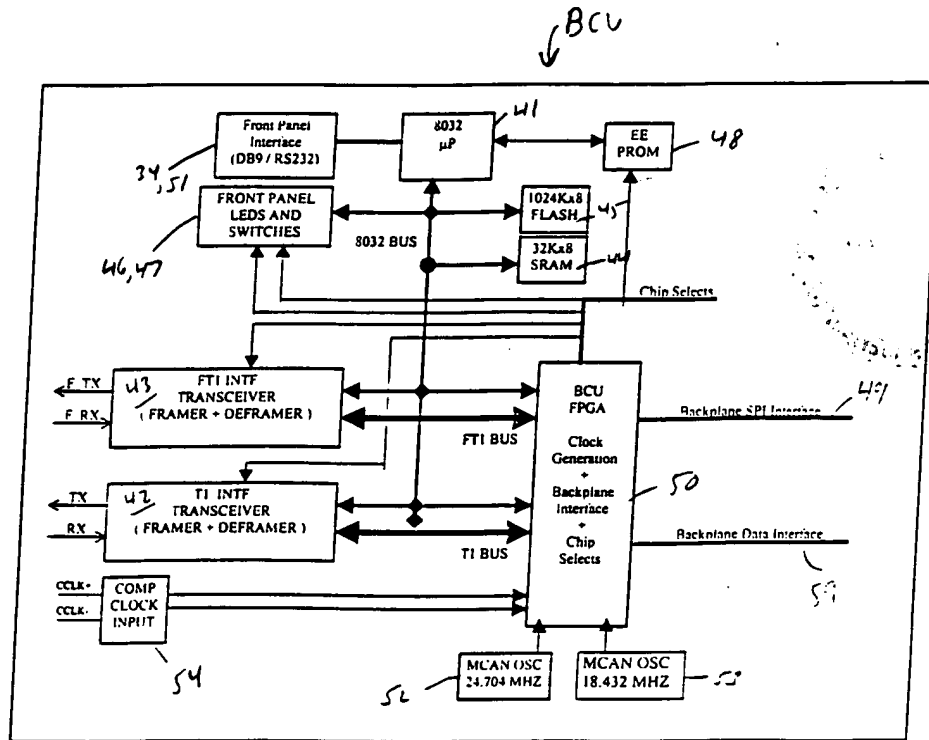 BCU
Front Panel
Interface
(DB9 / RS232)
34, 51
8032
µP
41
EE
PROM
48
FRONT PANEL
LEDS AND
SWITCHES
46, 47
8032 BUS
1024Kx8
FLASH
45
32Kx8
SRAM
44
Chip Selects
F_TX
F_RX
43
FT1 INTF
TRANSCEIVER
( FRAMER + DEFRAMER )
FT1 BUS
BCU
FPGA
Clock
Generation
+
Backplane
Interface
+
Chip
Selects
50
Backplane SPI Interface
49
TX
RX
42
T1 INTF
TRANSCEIVER
( FRAMER + DEFRAMER )
T1 BUS
Backplane Data Interface
59
CCLK+
CCLK-
COMP
CLOCK
INPUT
54
MCAN OSC
24.704 MHZ
52
MCAN OSC
18.432 MHZ
53